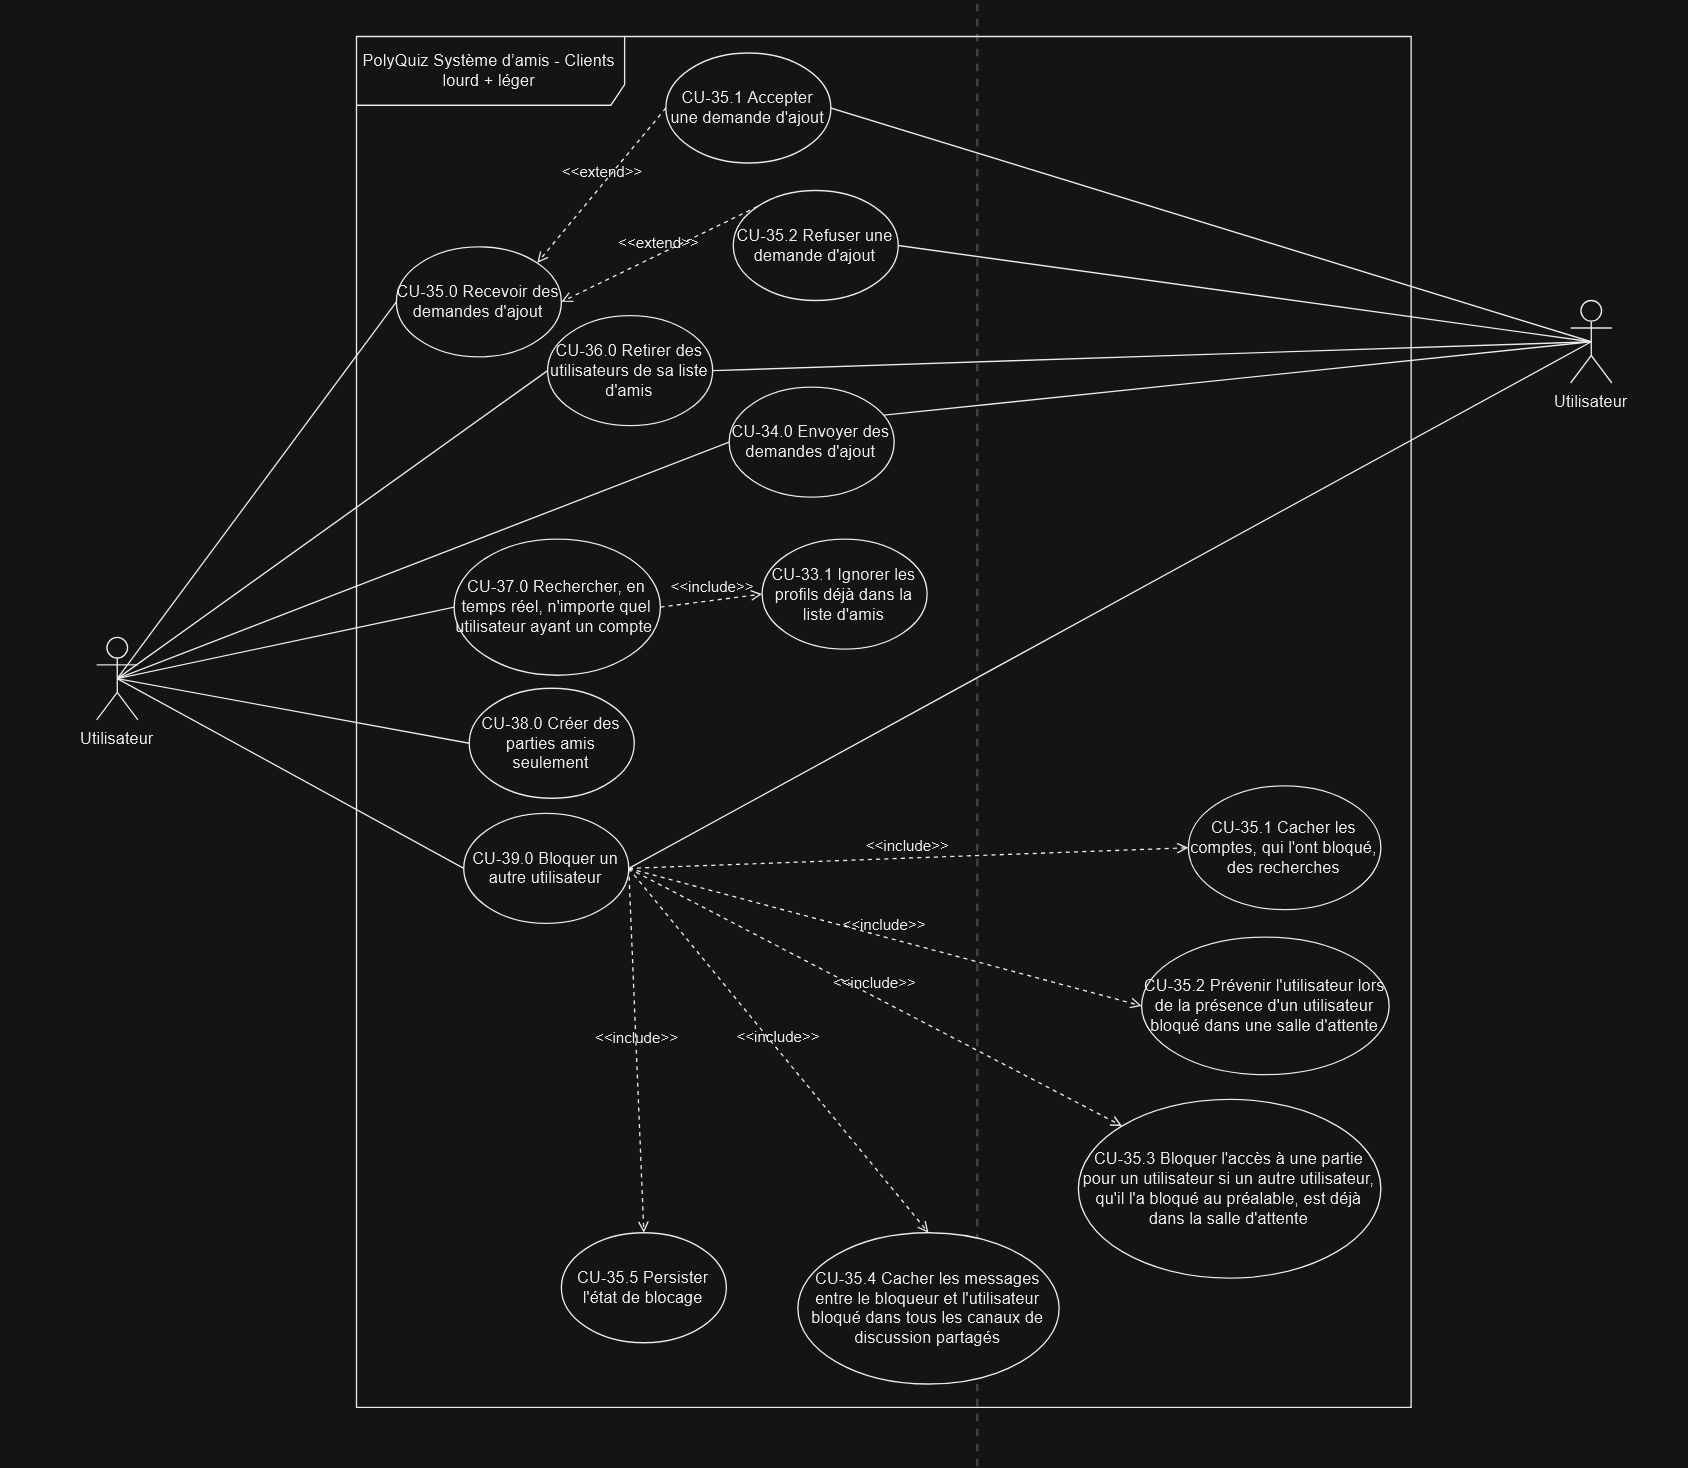 PolyQuiz Système d'amis - Clients
lourd + léger
CU-35.1 Accepter
une demande d'ajout
<<extend>>
CU-35.2 Refuser une
demande d'ajout
<<extend>>
CU-35.0 Recevoir des
demandes d'ajout
CU-36.0 Retirer des
utilisateurs de sa liste
d'amis
Utilisateur
CU-34.0 Envoyer des
demandes d'ajout
CU-37.0 Rechercher, en
temps réel, n'importe quel
utilisateur ayant un compte
<<include>>
CU-33.1 Ignorer les
profils déjà dans la
liste d'amis
Utilisateur
CU-38.0 Créer des
parties amis
seulement
CU-39.0 Bloquer un
autre utilisateur
<<include>>
CU-35.1 Cacher les
comptes, qui l'ont bloqué,
des recherches
<<include>>
CU-35.2 Prévenir l'utilisateur lors
de la présence d'un utilisateur
bloqué dans une salle d'attente
<<include>>
<<include>>
<<include>>
CU-35.3 Bloquer l'accès à une partie
pour un utilisateur si un autre utilisateur,
qu'il l'a bloqué au préalable, est déjà
dans la salle d'attente
CU-35.5 Persister
l'état de blocage
CU-35.4 Cacher les messages
entre le bloqueur et l'utilisateur
bloqué dans tous les canaux de
discussion partagés